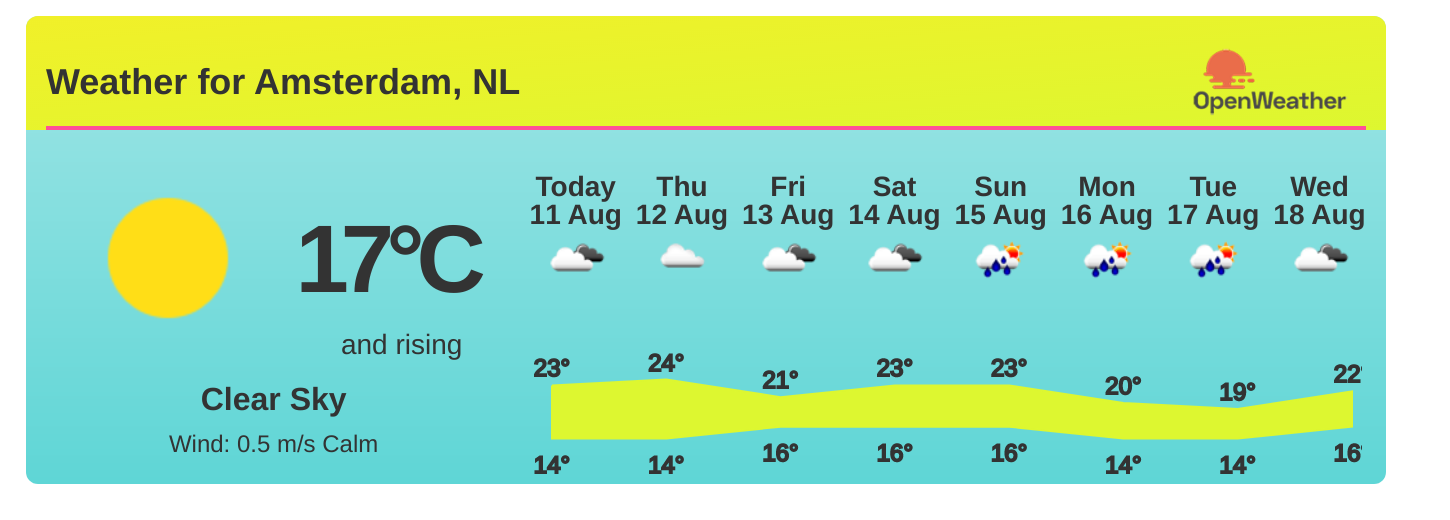 Weather for Amsterdam, NL
OpenWeather
17°C
and rising
Clear Sky
Wind: 0.5 m/s Calm
Today Thu Fri Sat Sun Mon Tue Wed
11 Aug 12 Aug 13 Aug 14 Aug 15 Aug 16 Aug 17 Aug 18 Aug
23° 24° 21° 23° 23° 20° 19° 22°
14° 14° 16° 16° 16° 14° 14° 16°